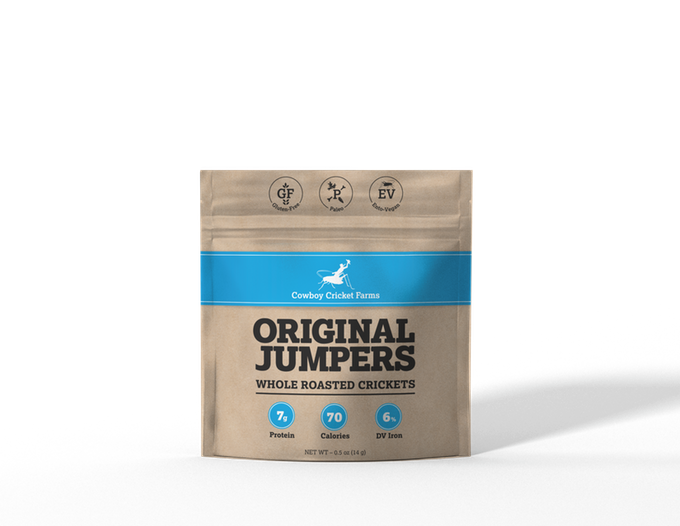 GF P EV
Gluten-Free Paleo Ento-Vegan
Cowboy Cricket Farms
ORIGINAL
JUMPERS
WHOLE ROASTED CRICKETS
7g 70 6%
Protein Calories DV Iron
NET WT - 0.5 oz (14 g)